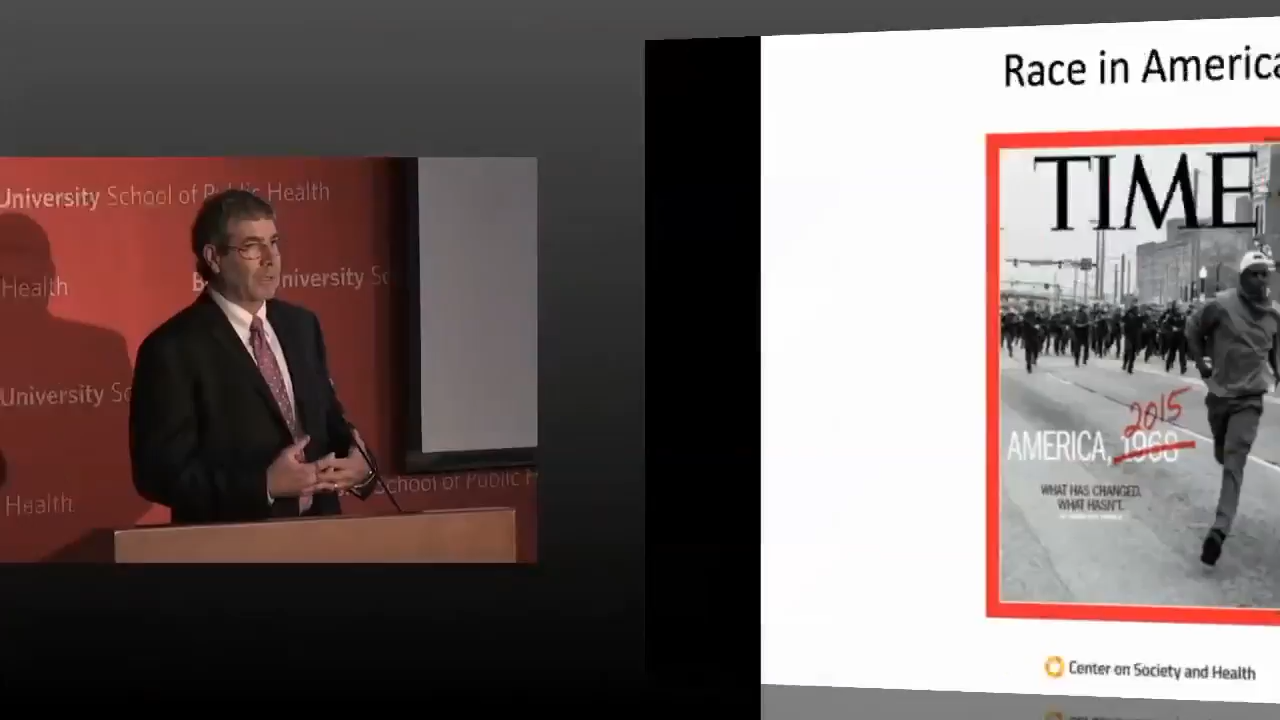 University School of Public Health
Health
University Sc
University Sc
Health
School of Public H
Race in America
TIME
2015
AMERICA, 1968
WHAT HAS CHANGED.
WHAT HASN'T.
Center on Society and Health